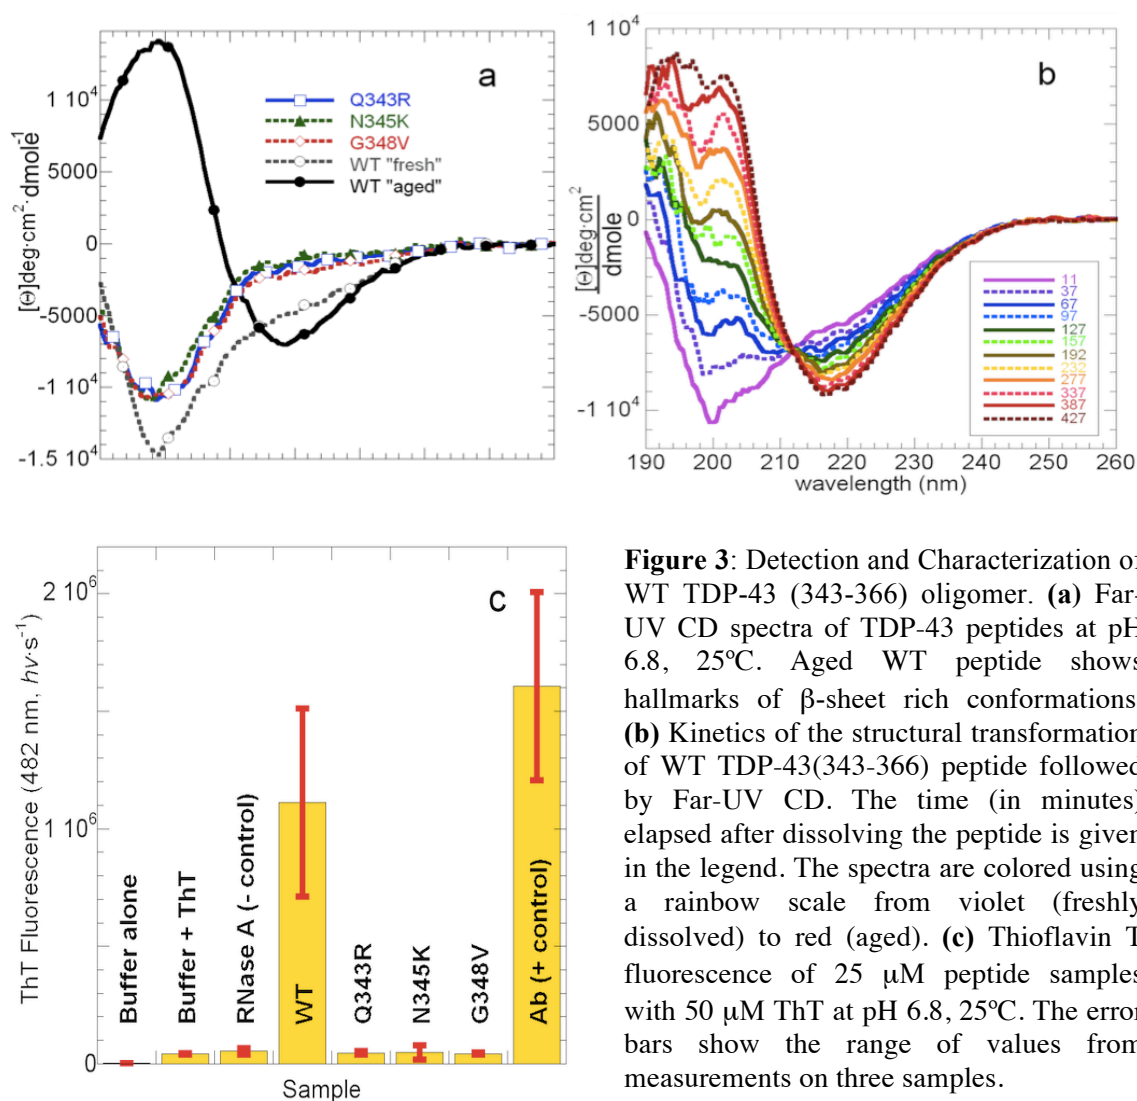 a
[Θ]deg·cm²·dmole⁻¹
1 10⁴
5000
0
-5000
-1 10⁴
-1.5 10⁴
Q343R
N345K
G348V
WT "fresh"
WT "aged"
b
[Θ]deg·cm²
dmole
1 10⁴
5000
0
-5000
-1 10⁴
11
37
67
97
127
157
192
232
277
337
387
427
190 200 210 220 230 240 250 260
wavelength (nm)
c
ThT Fluorescence (482 nm, hv·s⁻¹)
2 10⁶
1 10⁶
0
Buffer alone
Buffer + ThT
RNase A (- control)
WT
Q343R
N345K
G348V
Ab (+ control)
Sample
Figure 3: Detection and Characterization of
WT TDP-43 (343-366) oligomer. (a) Far-
UV CD spectra of TDP-43 peptides at pH
6.8, 25ºC. Aged WT peptide shows
hallmarks of β-sheet rich conformations.
(b) Kinetics of the structural transformation
of WT TDP-43(343-366) peptide followed
by Far-UV CD. The time (in minutes)
elapsed after dissolving the peptide is given
in the legend. The spectra are colored using
a rainbow scale from violet (freshly
dissolved) to red (aged). (c) Thioflavin T
fluorescence of 25 μM peptide samples
with 50 μM ThT at pH 6.8, 25ºC. The error
bars show the range of values from
measurements on three samples.